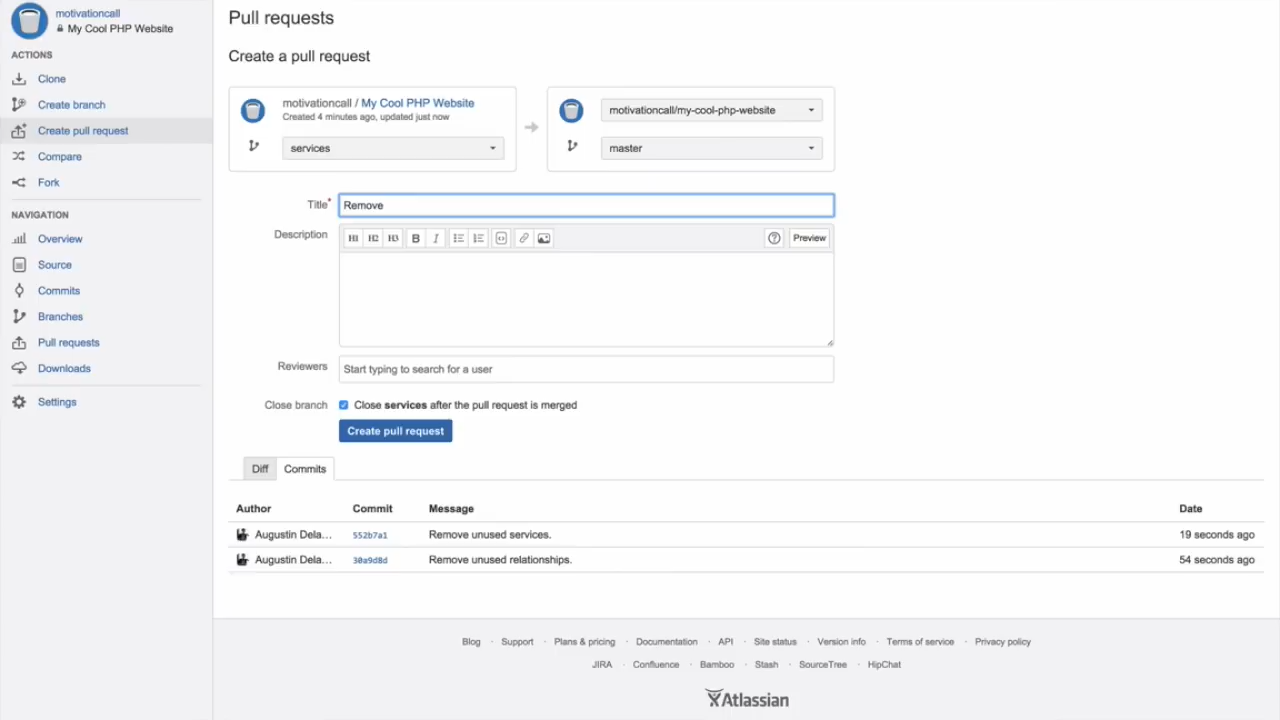 motivationcall
My Cool PHP Website
ACTIONS
Clone
Create branch
Create pull request
Compare
Fork
NAVIGATION
Overview
Source
Commits
Branches
Pull requests
Downloads
Settings
Pull requests
Create a pull request
motivationcall / My Cool PHP Website
Created 4 minutes ago, updated just now
services
motivationcall/my-cool-php-website
master
Title* Remove
Description
H1 H2 H3 B I Preview
Reviewers Start typing to search for a user
Close branch Close services after the pull request is merged
Create pull request
Diff Commits
Author Commit Message Date
Augustin Dela... 552b7a1 Remove unused services. 19 seconds ago
Augustin Dela... 30a9d8d Remove unused relationships. 54 seconds ago
Blog · Support · Plans & pricing · Documentation · API · Site status · Version info · Terms of service · Privacy policy
JIRA · Confluence · Bamboo · Stash · SourceTree · HipChat
Atlassian